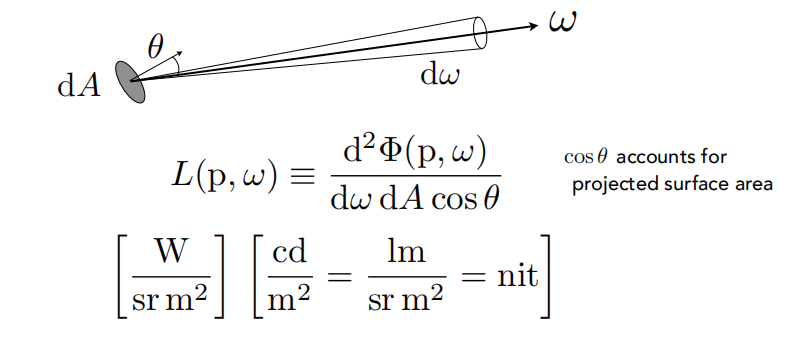 ω
θ
dA
dω
L(p, ω) ≡ d²Φ(p, ω) / dω dA cos θ
cos θ accounts for
projected surface area
[W / sr m²] [cd / m² = lm / sr m² = nit]